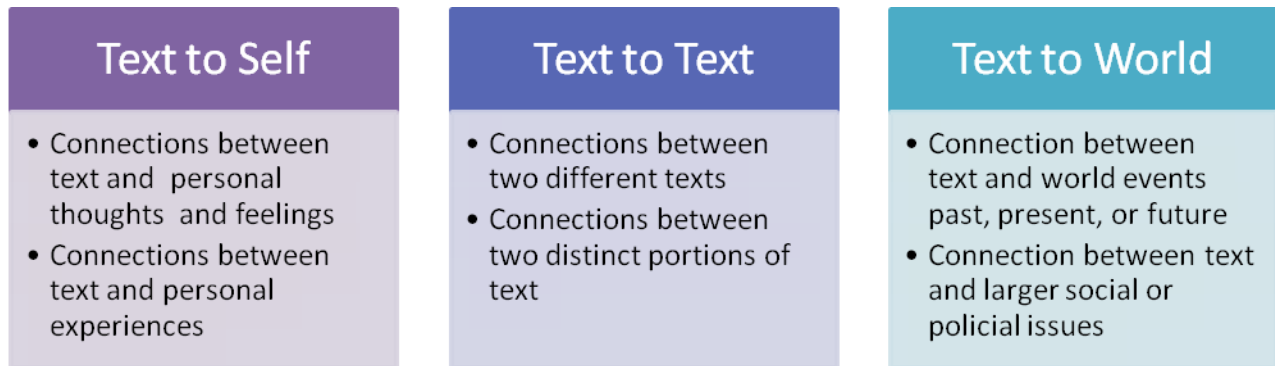 Text to Self
• Connections between
text and personal
thoughts and feelings
• Connections between
text and personal
experiences
Text to Text
• Connections between
two different texts
• Connections between
two distinct portions of
text
Text to World
• Connection between
text and world events
past, present, or future
• Connection between text
and larger social or
policial issues